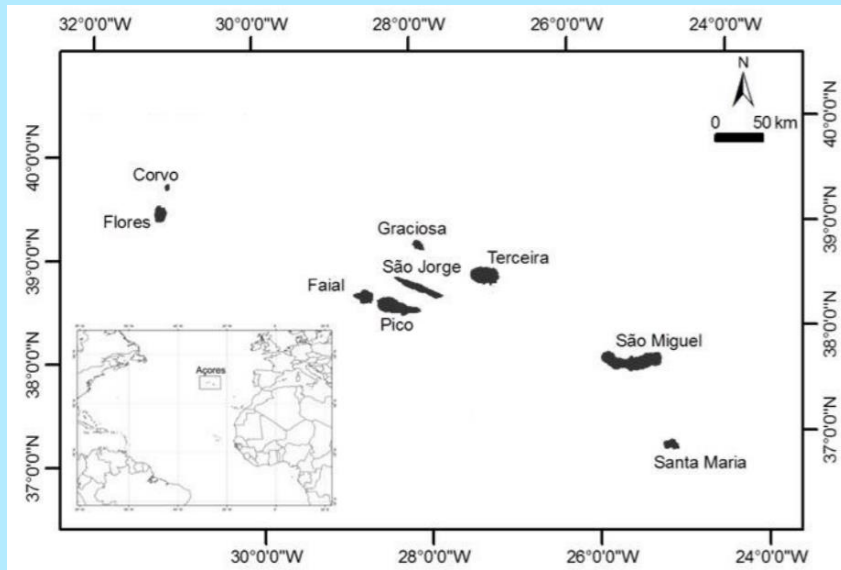 32°0'0"W 30°0'0"W 28°0'0"W 26°0'0"W 24°0'0"W
N
0 50 km
40°0'0"N
40°0'0"N
Corvo
Flores
39°0'0"N
Graciosa
São Jorge
Terceira
39°0'0"N
Faial
Pico
38°0'0"N
São Miguel
Açores
38°0'0"N
37°0'0"N
Santa Maria
37°0'0"N
30°0'0"W 28°0'0"W 26°0'0"W 24°0'0"W